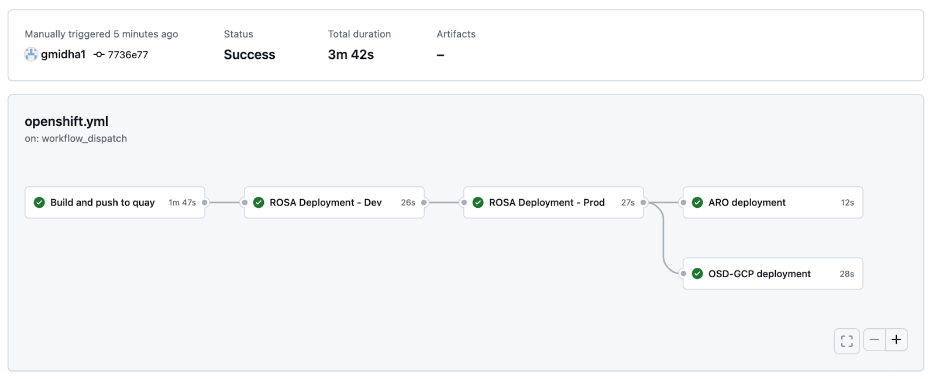 Manually triggered 5 minutes ago
gmidha1 7736e77
Status
Success
Total duration
3m 42s
Artifacts
–
openshift.yml
on: workflow_dispatch
Build and push to quay 1m 47s
ROSA Deployment - Dev 26s
ROSA Deployment - Prod 27s
ARO deployment 12s
OSD-GCP deployment 28s